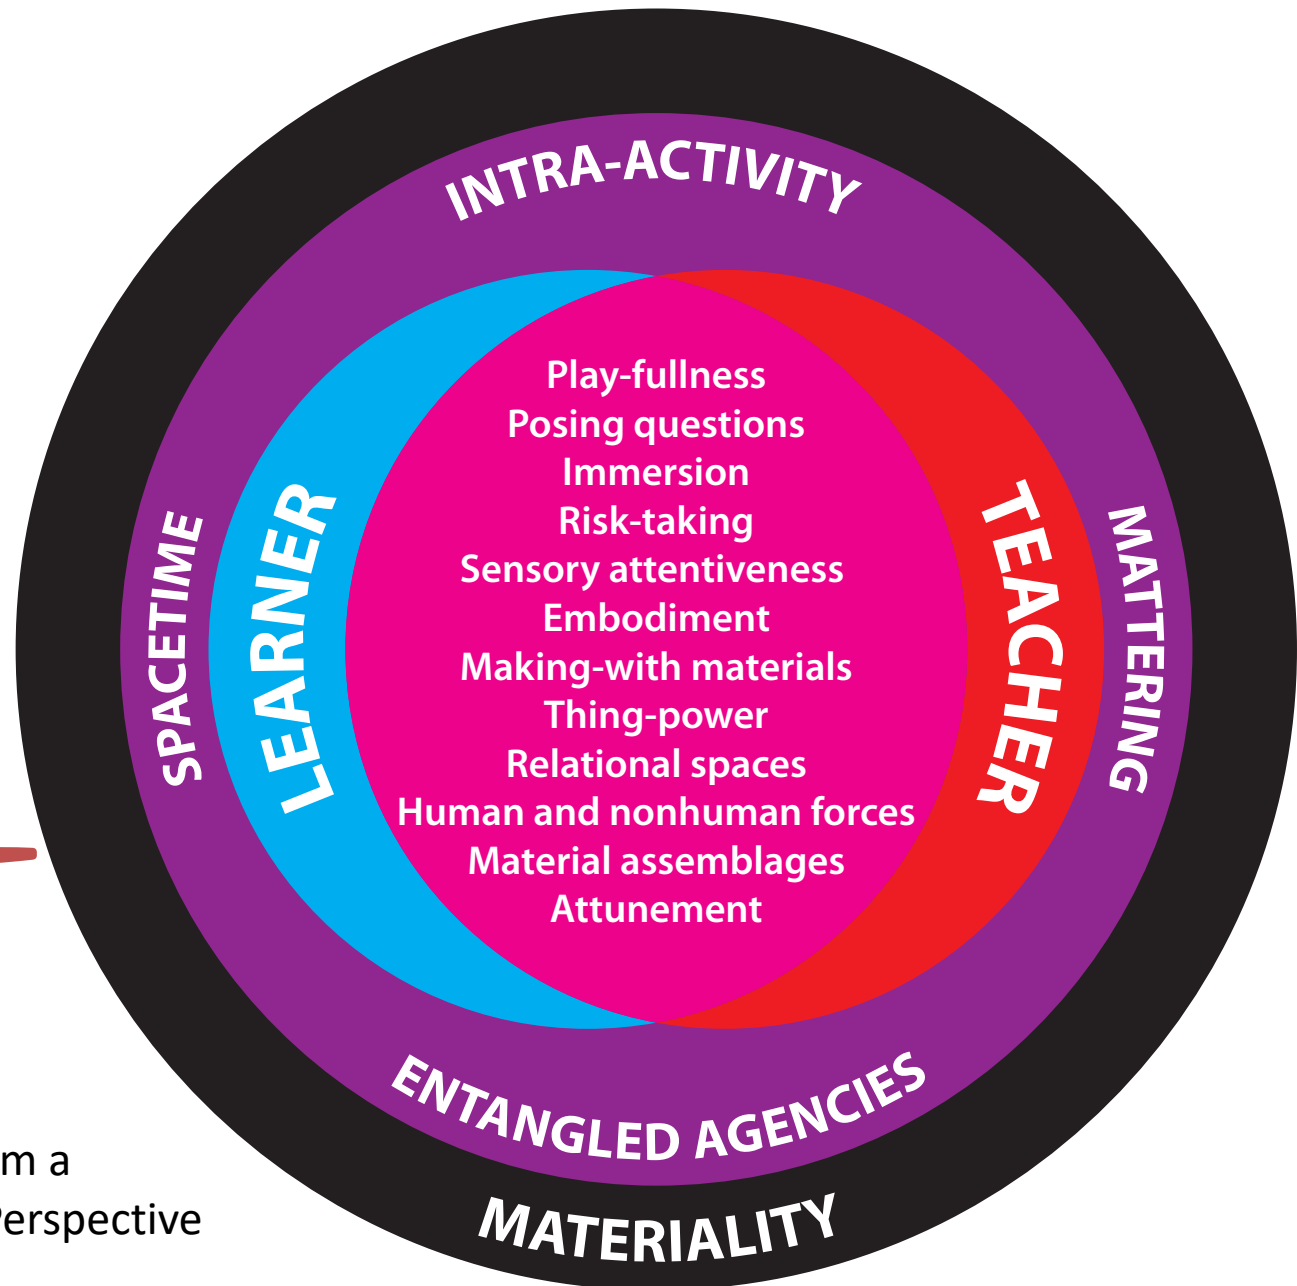 INTRA-ACTIVITY
SPACETIME
LEARNER
Play-fullness
Posing questions
Immersion
Risk-taking
Sensory attentiveness
Embodiment
Making-with materials
Thing-power
Relational spaces
Human and nonhuman forces
Material assemblages
Attunement
TEACHER
MATTERING
ENTANGLED AGENCIES
MATERIALITY
m a
Perspective